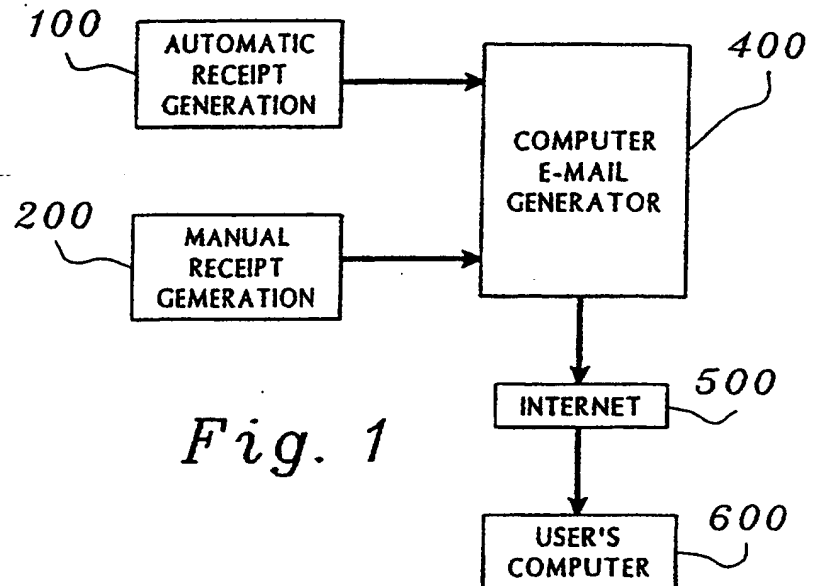 100
AUTOMATIC
RECEIPT
GENERATION
400
COMPUTER
E-MAIL
GENERATOR
200
MANUAL
RECEIPT
GEMERATION
500
INTERNET
Fig. 1
600
USER'S
COMPUTER